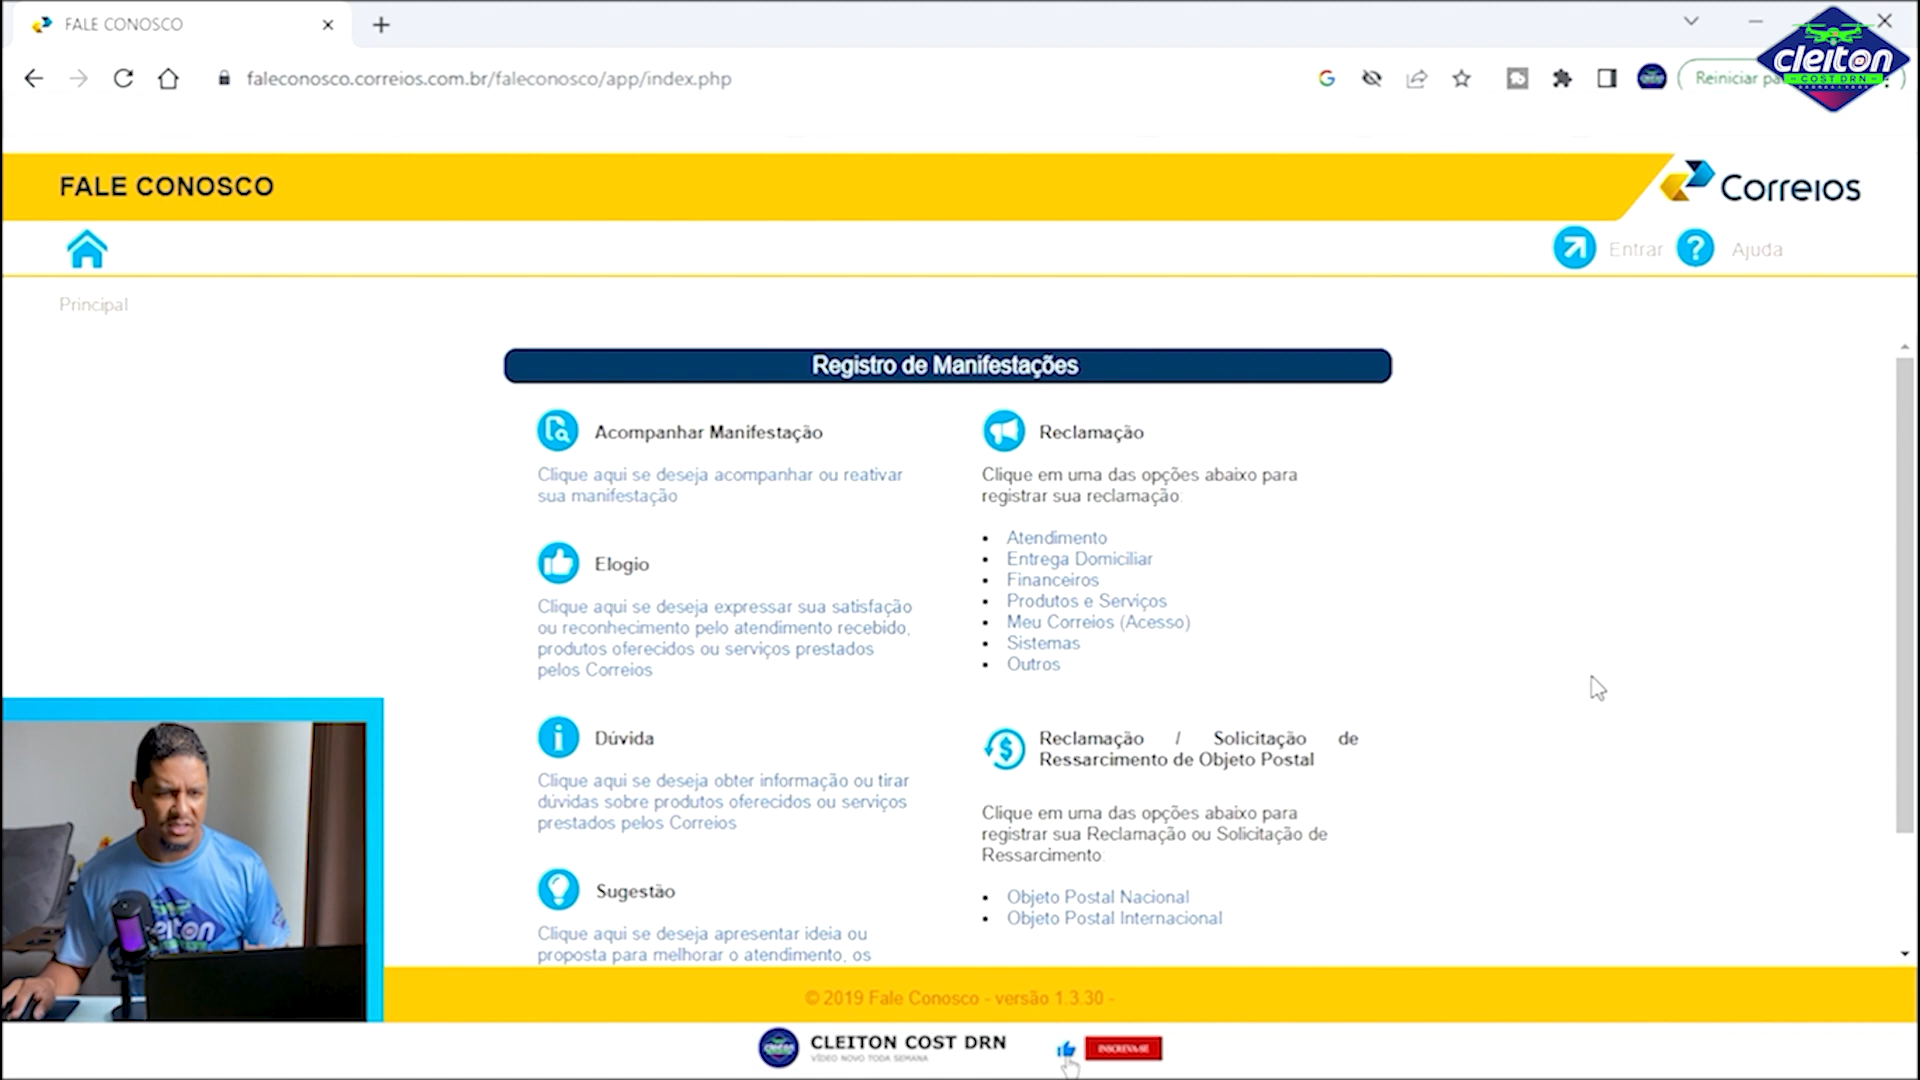 FALE CONOSCO
faleconosco.correios.com.br/faleconosco/app/index.php
Reiniciar pa
cleiton
COST DRN
FALE CONOSCO
Correios
Entrar
Ajuda
Principal
Registro de Manifestações
Acompanhar Manifestação
Clique aqui se deseja acompanhar ou reativar
sua manifestação
Elogio
Clique aqui se deseja expressar sua satisfação
ou reconhecimento pelo atendimento recebido,
produtos oferecidos ou serviços prestados
pelos Correios
Dúvida
Clique aqui se deseja obter informação ou tirar
dúvidas sobre produtos oferecidos ou serviços
prestados pelos Correios
Sugestão
Clique aqui se deseja apresentar ideia ou
proposta para melhorar o atendimento, os
Reclamação
Clique em uma das opções abaixo para
registrar sua reclamação:
Atendimento
Entrega Domiciliar
Financeiros
Produtos e Serviços
Meu Correios (Acesso)
Sistemas
Outros
Reclamação / Solicitação de
Ressarcimento de Objeto Postal
Clique em uma das opções abaixo para
registrar sua Reclamação ou Solicitação de
Ressarcimento:
Objeto Postal Nacional
Objeto Postal Internacional
eiton
© 2019 Fale Conosco - versão 1.3.30 -
CLEITON COST DRN
VÍDEO NOVO TODA SEMANA
INSCREVA-SE